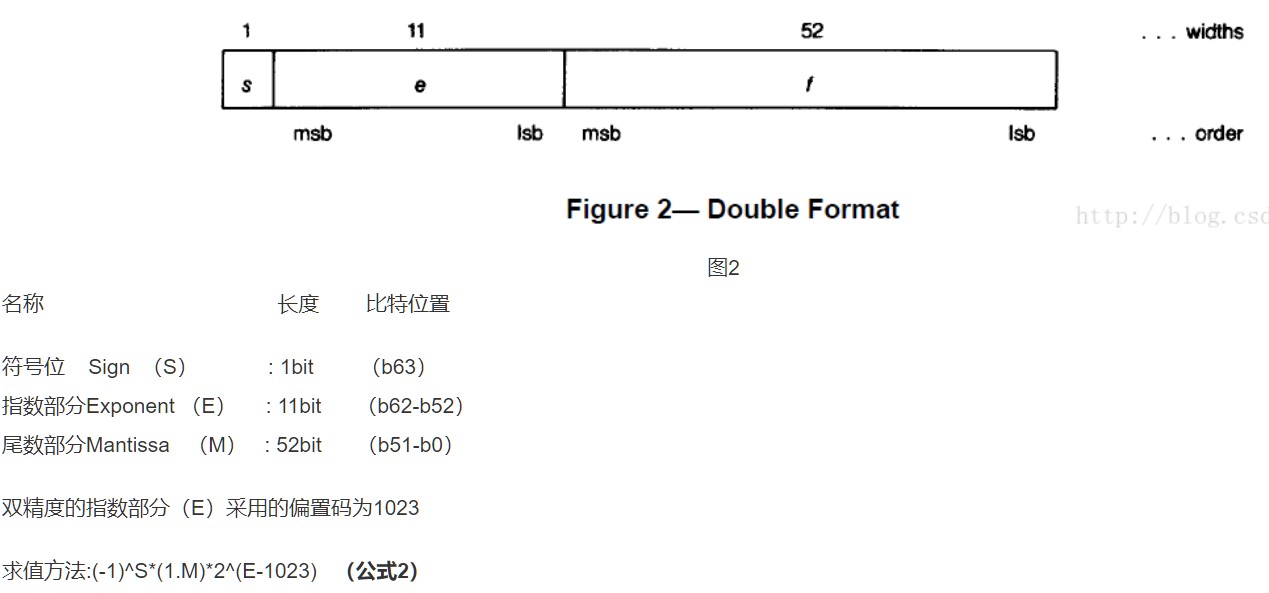 1 11 52 . . . widths
s e f
msb lsb msb lsb . . . order
Figure 2— Double Format
http://blog.csd
图2
名称 长度 比特位置
符号位 Sign （S） : 1bit （b63）
指数部分Exponent （E） : 11bit （b62-b52）
尾数部分Mantissa （M） : 52bit （b51-b0）
双精度的指数部分（E）采用的偏置码为1023
求值方法:(-1)^S*(1.M)*2^(E-1023) （公式2）